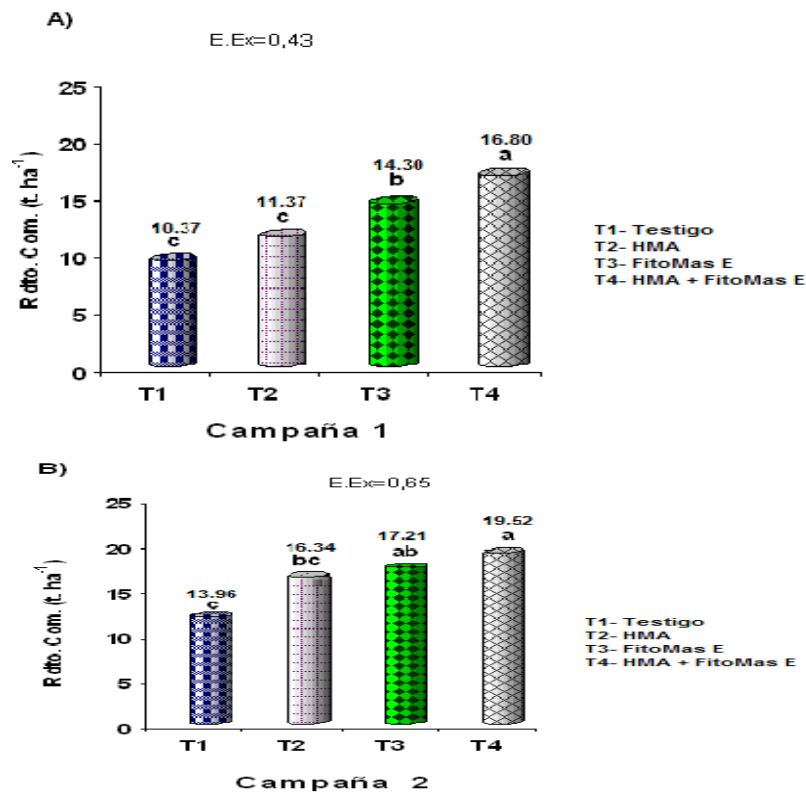 A)
E.Ex=0,43
Rdto. Com. (t. ha-1)
25
20
15
10
5
0
10.37
c
11.37
c
14.30
b
16.80
a
T1
T2
T3
T4
Campaña 1
T1- Testigo
T2- HMA
T3- FitoMas E
T4- HMA + FitoMas E
B)
E.Ex=0,65
Rdto. Com. (t. ha-1)
25
20
15
10
5
0
13.96
c
16.34
bc
17.21
ab
19.52
a
T1
T2
T3
T4
Campaña 2
T1- Testigo
T2- HMA
T3- FitoMas E
T4- HMA + FitoMas E